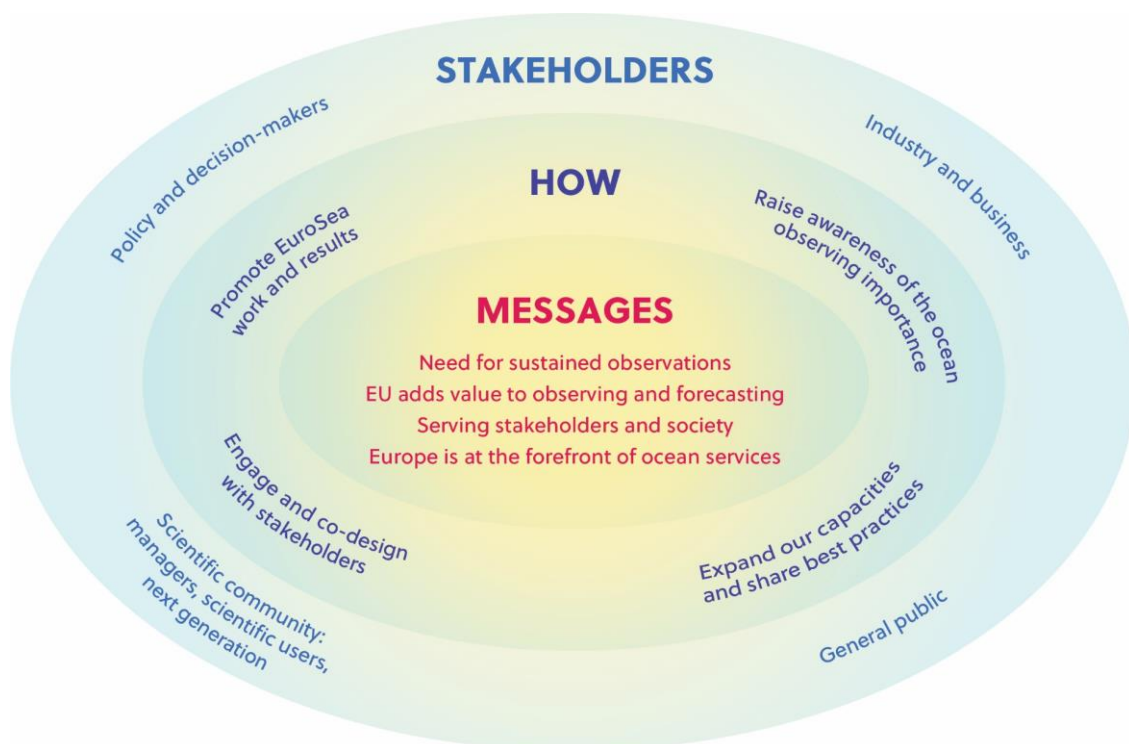 STAKEHOLDERS
Policy and decision-makers
Industry and business
HOW
Promote EuroSea
work and results
Raise awareness of the ocean
observing importance
MESSAGES
Need for sustained observations
EU adds value to observing and forecasting
Serving stakeholders and society
Europe is at the forefront of ocean services
Engage and co-design
with stakeholders
Expand our capacities
and share best practices
Scientific community:
managers, scientific users,
next generation
General public